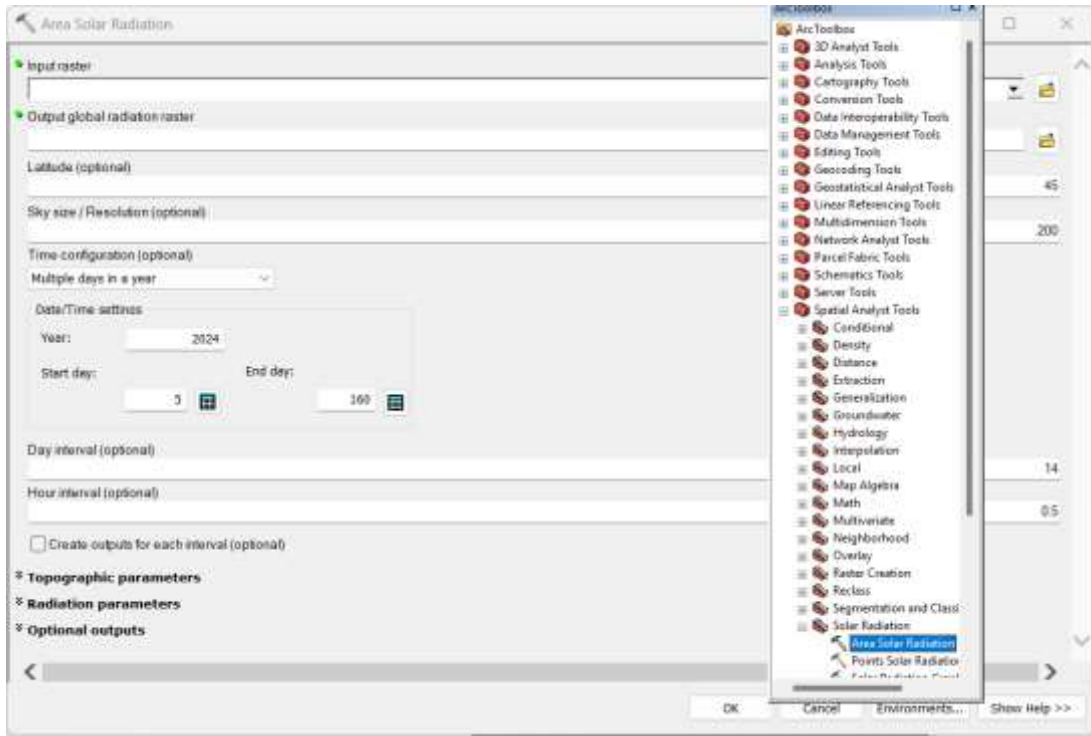 Area Solar Radiation
Input raster
Output global radiation raster
Latitude (optional)
45
Sky size / Resolution (optional)
200
Time configuration (optional)
Multiple days in a year
Date/Time settings
Year:
2024
Start day:
End day:
5
160
Day interval (optional)
14
Hour interval (optional)
0.5
Create outputs for each interval (optional)
Topographic parameters
Radiation parameters
Optional outputs
OK
Cancel
Environments...
Show Help >>
ArcToolbox
ArcToolbox
3D Analyst Tools
Analysis Tools
Cartography Tools
Conversion Tools
Data Interoperability Tools
Data Management Tools
Editing Tools
Geocoding Tools
Geostatistical Analyst Tools
Linear Referencing Tools
Multidimension Tools
Network Analyst Tools
Parcel Fabric Tools
Schematics Tools
Server Tools
Spatial Analyst Tools
Conditional
Density
Distance
Extraction
Generalization
Groundwater
Hydrology
Interpolation
Local
Map Algebra
Math
Multivariate
Neighborhood
Overlay
Raster Creation
Reclass
Segmentation and Classi
Solar Radiation
Area Solar Radiation
Points Solar Radiatio